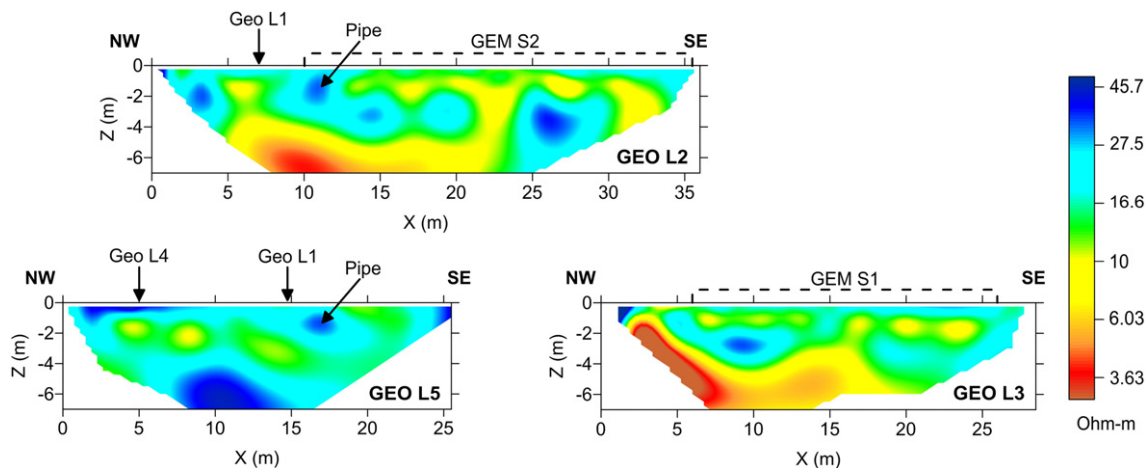 Geo L1
Pipe
NW
GEM S2
SE
0
-2
-4
-6
Z (m)
GEO L2
0 5 10 15 20 25 30 35
X (m)
45.7
27.5
16.6
10
6.03
3.63
Ohm-m
Geo L4
Geo L1
Pipe
NW
SE
0
-2
-4
-6
Z (m)
GEO L5
0 5 10 15 20 25
X (m)
NW
GEM S1
SE
0
-2
-4
-6
Z (m)
GEO L3
0 5 10 15 20 25
X (m)